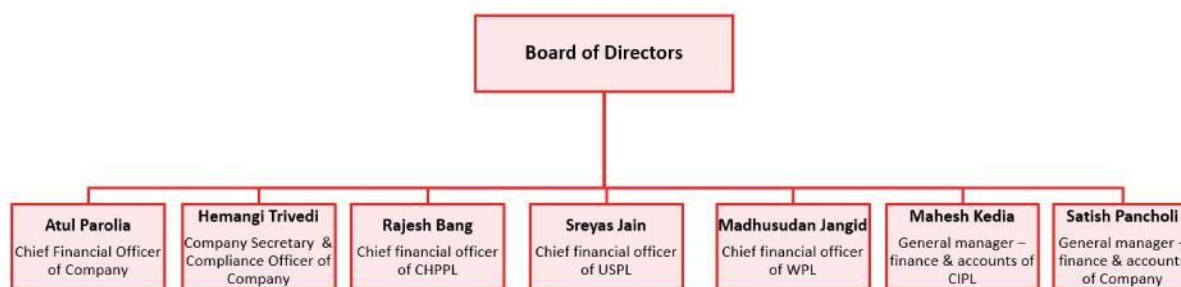 Board of Directors
Atul Parolia
Chief Financial Officer
of Company
Hemangi Trivedi
Company Secretary &
Compliance Officer of
Company
Rajesh Bang
Chief financial officer
of CHPPL
Sreyas Jain
Chief financial officer
of USPL
Madhusudan Jangid
Chief financial officer
of WPL
Mahesh Kedia
General manager –
finance & accounts of
CIPL
Satish Pancholi
General manager –
finance & accounts
of Company